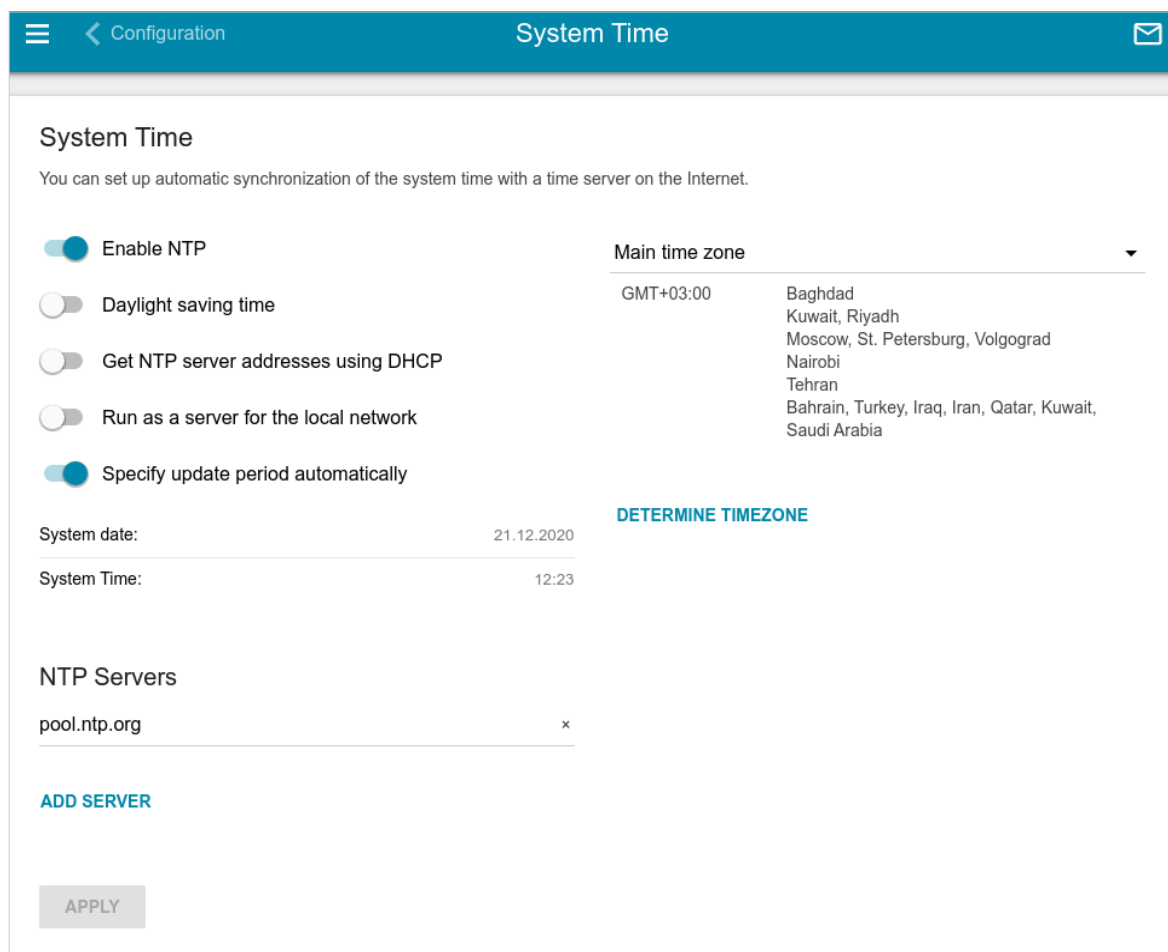 Configuration
System Time
System Time
You can set up automatic synchronization of the system time with a time server on the Internet.
Enable NTP
Daylight saving time
Get NTP server addresses using DHCP
Run as a server for the local network
Specify update period automatically
System date: 21.12.2020
System Time: 12:23
Main time zone
GMT+03:00 Baghdad
Kuwait, Riyadh
Moscow, St. Petersburg, Volgograd
Nairobi
Tehran
Bahrain, Turkey, Iraq, Iran, Qatar, Kuwait,
Saudi Arabia
DETERMINE TIMEZONE
NTP Servers
pool.ntp.org ×
ADD SERVER
APPLY